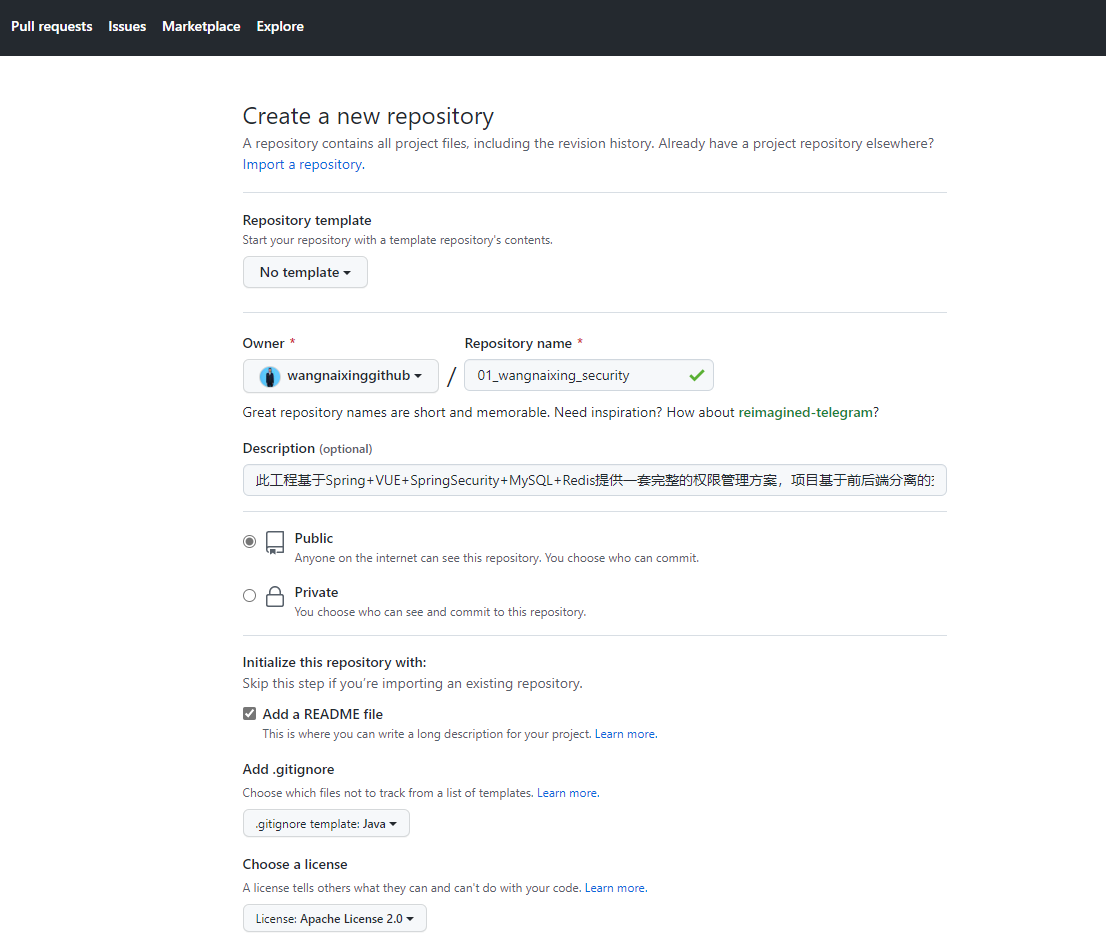 Pull requests Issues Marketplace Explore
Create a new repository
A repository contains all project files, including the revision history. Already have a project repository elsewhere?
Import a repository.
Repository template
Start your repository with a template repository's contents.
No template
Owner * Repository name *
wangnaixinggithub / 01_wangnaixing_security
Great repository names are short and memorable. Need inspiration? How about reimagined-telegram?
Description (optional)
此工程基于Spring+VUE+SpringSecurity+MySQL+Redis提供一套完整的权限管理方案，项目基于前后端分离的
Public
Anyone on the internet can see this repository. You choose who can commit.
Private
You choose who can see and commit to this repository.
Initialize this repository with:
Skip this step if you’re importing an existing repository.
Add a README file
This is where you can write a long description for your project. Learn more.
Add .gitignore
Choose which files not to track from a list of templates. Learn more.
.gitignore template: Java
Choose a license
A license tells others what they can and can't do with your code. Learn more.
License: Apache License 2.0